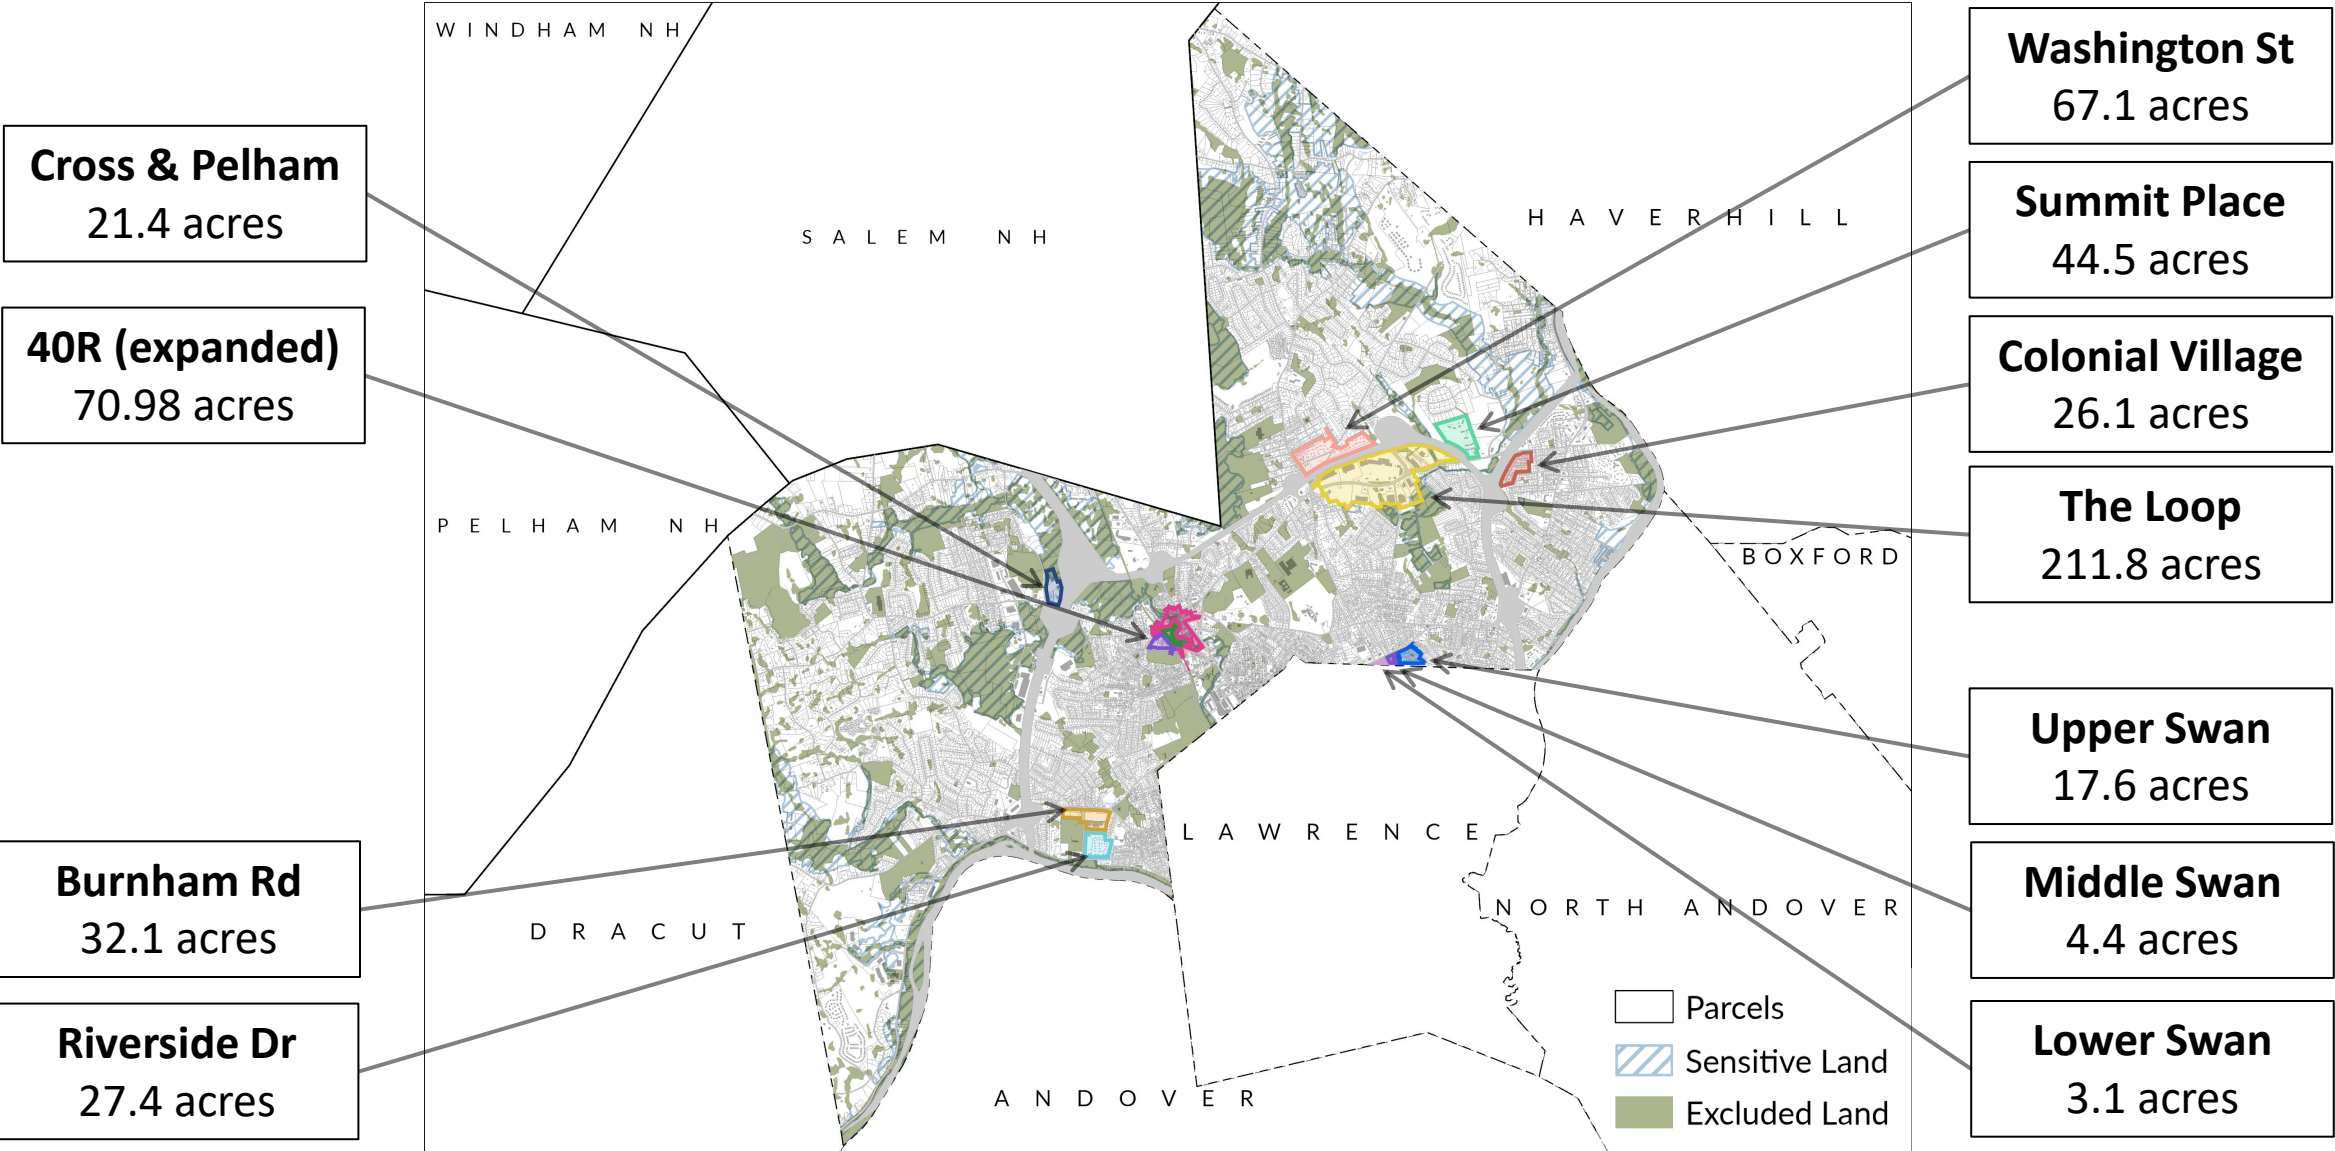 Cross & Pelham
21.4 acres
40R (expanded)
70.98 acres
Burnham Rd
32.1 acres
Riverside Dr
27.4 acres
WINDHAM NH
SALEM NH
HAVERHILL
PELHAM NH
BOXFORD
LAWRENCE
DRACUT
NORTH ANDOVER
ANDOVER
Parcels
Sensitive Land
Excluded Land
Washington St
67.1 acres
Summit Place
44.5 acres
Colonial Village
26.1 acres
The Loop
211.8 acres
Upper Swan
17.6 acres
Middle Swan
4.4 acres
Lower Swan
3.1 acres